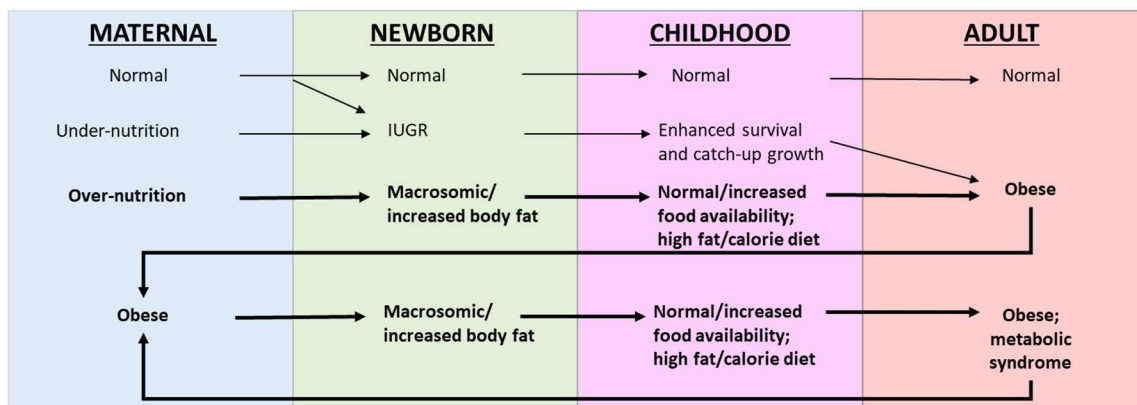 MATERNAL
NEWBORN
CHILDHOOD
ADULT
Normal
Normal
Normal
Normal
Under-nutrition
IUGR
Enhanced survival
and catch-up growth
Over-nutrition
Macrosomic/
increased body fat
Normal/increased
food availability;
high fat/calorie diet
Obese
Obese
Macrosomic/
increased body fat
Normal/increased
food availability;
high fat/calorie diet
Obese;
metabolic
syndrome